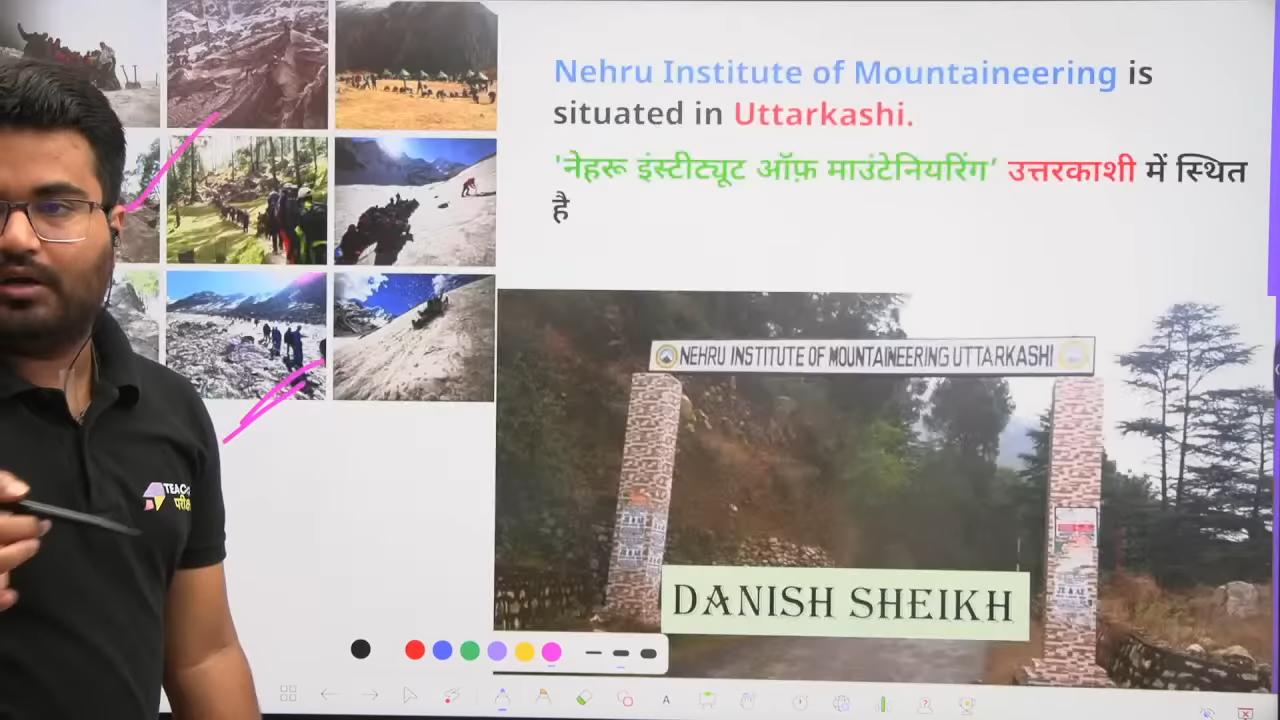 Nehru Institute of Mountaineering is
situated in Uttarkashi.
'नेहरू इंस्टीट्यूट ऑफ़ माउंटेनियरिंग’ उत्तरकाशी में स्थित
है
NEHRU INSTITUTE OF MOUNTAINEERING UTTARKASHI
DANISH SHEIKH
A